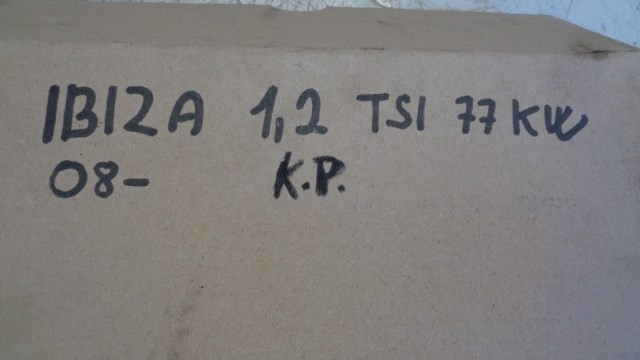 IBIZA 1,2 TSI 77 KW
08- K.P.